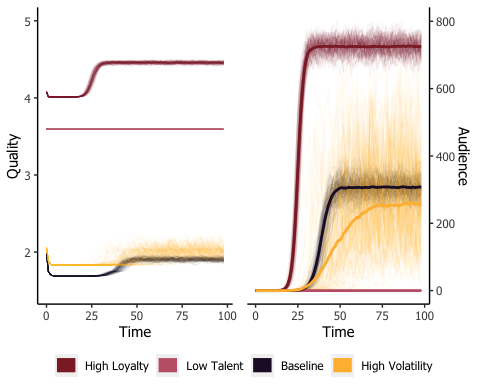 5
4
3
2
Quality
0
25
50
75
100
Time
0
25
50
75
100
Time
800
600
400
200
0
Audience
High Loyalty
Low Talent
Baseline
High Volatility